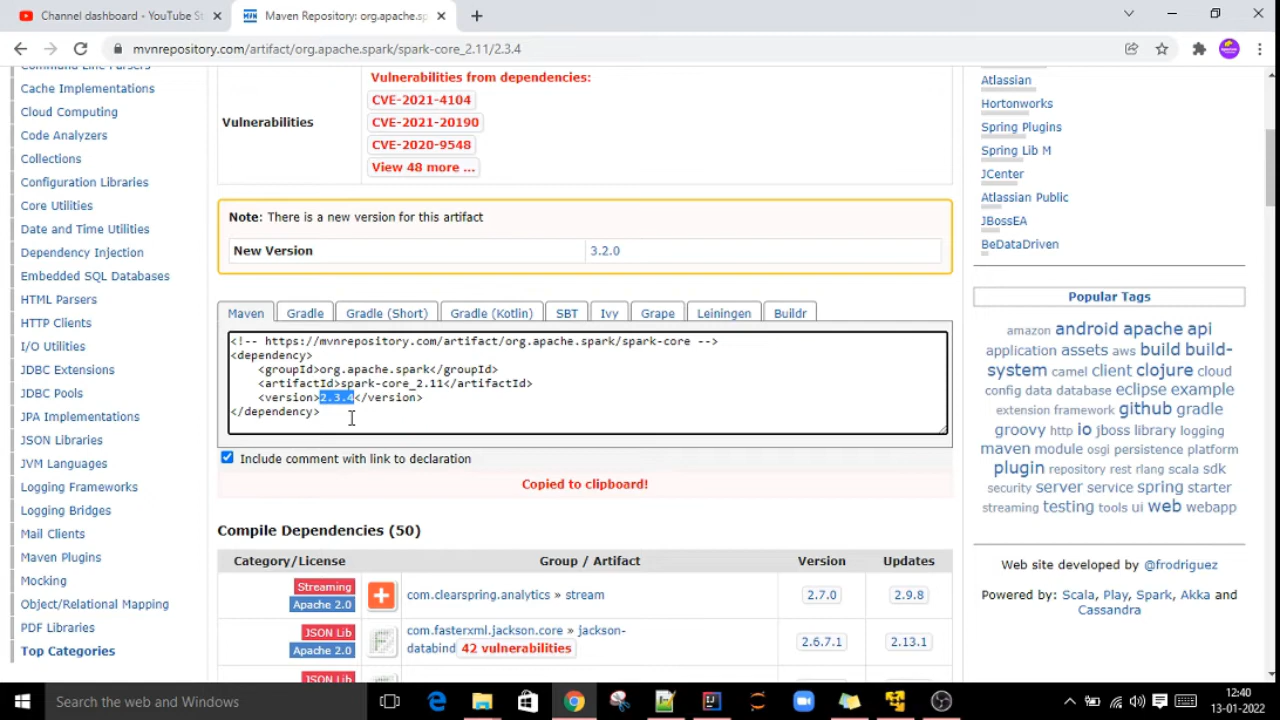 Channel dashboard - YouTube St
Maven Repository: org.apache.sp
mvnrepository.com/artifact/org.apache.spark/spark-core_2.11/2.3.4
Command Line Parsers
Cache Implementations
Cloud Computing
Code Analyzers
Collections
Configuration Libraries
Core Utilities
Date and Time Utilities
Dependency Injection
Embedded SQL Databases
HTML Parsers
HTTP Clients
I/O Utilities
JDBC Extensions
JDBC Pools
JPA Implementations
JSON Libraries
JVM Languages
Logging Frameworks
Logging Bridges
Mail Clients
Maven Plugins
Mocking
Object/Relational Mapping
PDF Libraries
Top Categories
Vulnerabilities
Vulnerabilities from dependencies:
CVE-2021-4104
CVE-2021-20190
CVE-2020-9548
View 48 more ...
Note: There is a new version for this artifact
New Version 3.2.0
Maven Gradle Gradle (Short) Gradle (Kotlin) SBT Ivy Grape Leiningen Buildr
<!-- https://mvnrepository.com/artifact/org.apache.spark/spark-core -->
<dependency>
<groupId>org.apache.spark</groupId>
<artifactId>spark-core_2.11</artifactId>
<version>2.3.4</version>
</dependency>
Include comment with link to declaration
Copied to clipboard!
Compile Dependencies (50)
Category/License Group / Artifact Version Updates
Streaming
Apache 2.0
com.clearspring.analytics » stream 2.7.0 2.9.8
JSON Lib
Apache 2.0
com.fasterxml.jackson.core » jackson-
databind 42 vulnerabilities
2.6.7.1 2.13.1
JSON Lib
Atlassian
Hortonworks
Spring Plugins
Spring Lib M
JCenter
Atlassian Public
JBossEA
BeDataDriven
Popular Tags
amazon android apache api
application assets aws build build-
system camel client clojure cloud
config data database eclipse example
extension framework github gradle
groovy http io jboss library logging
maven module osgi persistence platform
plugin repository rest rlang scala sdk
security server service spring starter
streaming testing tools ui web webapp
Web site developed by @frodriguez
Powered by: Scala, Play, Spark, Akka and
Cassandra
Search the web and Windows
12:40
13-01-2022